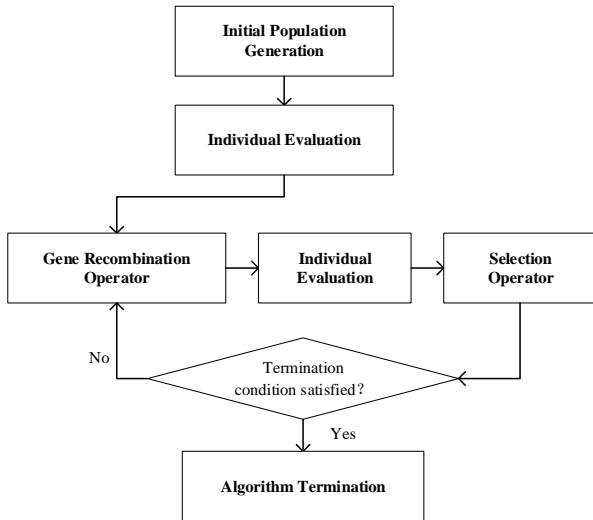 Initial Population
Generation
Individual Evaluation
Gene Recombination
Operator
Individual
Evaluation
Selection
Operator
No
Termination
condition satisfied？
Yes
Algorithm Termination